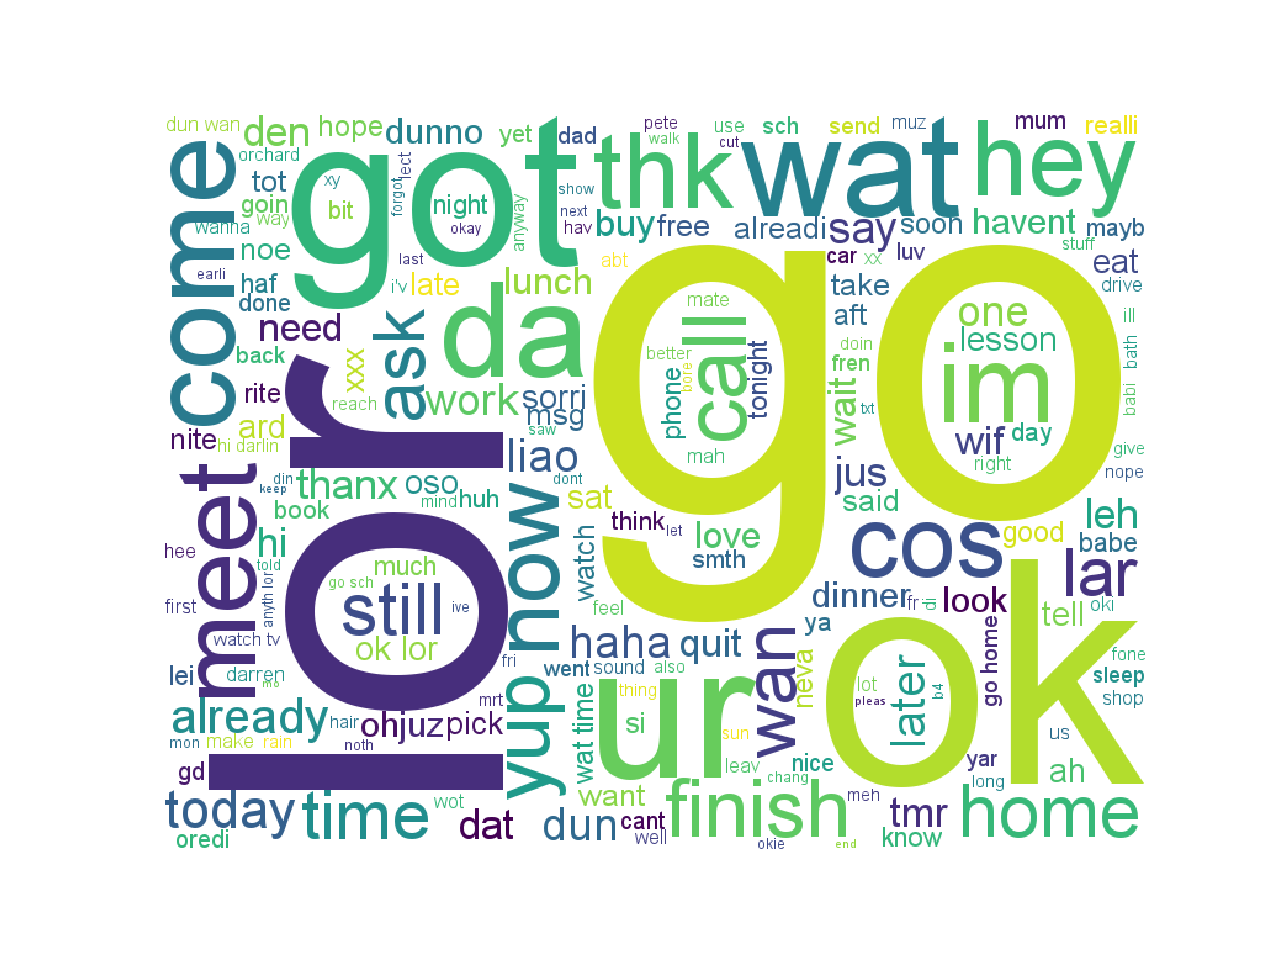 dun wan
den
hope
dunno
yet
dad
pete
walk
use
cut
sch
send
muz
mum
realli
come
orchard
tot
goin
way
wanna
noe
earli
haf
done
got
xy
bit
forgot
lect
night
okay
anyway
show
next
hav
thk
wat
hey
buy
free
alreadi
say
soon
havent
mayb
luv
stuff
last
i'v
late
lunch
abt
car
xx
eat
drive
need
back
rite
xxx
ask
da
go
mate
call
better
bore
phone
tonight
mah
take
aft
doin
fren
wait
txt
one
lesson
im
wif
day
right
ill
bath
babi
give
nope
reach
work
sorri
msg
saw
nite
ard
hi darlin
lor
liao
jus
said
meet
din
keep
thanx
oso
mind
huh
dont
sat
book
hi
told
hee
first
anyth lor
watch tv
now
think
let
love
smth
watch
feel
cos
good
leh
babe
lar
much
go sch
still
ive
ok lor
dinner
fr
di
look
tell
oki
haha
quit
wan
ya
neva
ok
lot
pleas
later
b4
go home
fone
sleep
shop
lei
darren
mo
fri
went
sound
also
thing
already
hair
ohjuz
pick
mrt
yup
wat time
si
ur
sun
leav
nice
chang
us
mon
make
rain
noth
gd
yar
long
ah
meh
today
time
wot
dat
dun
want
cant
well
finish
okie
end
tmr
know
home
oredi